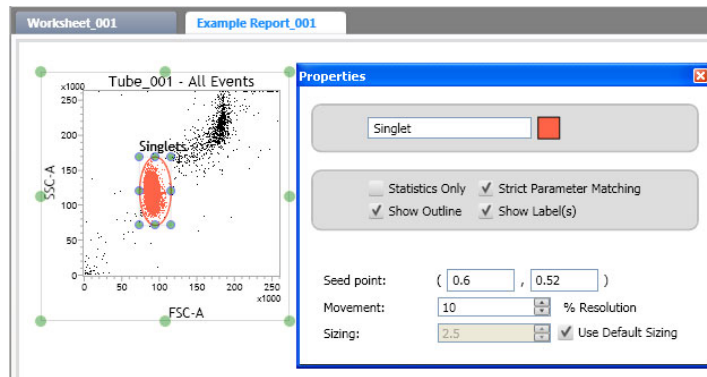 Worksheet_001
Example Report_001
Tube_001 - All Events
x1000
250
200
150
100
50
0
SSC-A
Singlets
0
50
100
150
200
250
x1000
FSC-A
Properties
Singlet
Statistics Only
Strict Parameter Matching
Show Outline
Show Label(s)
Seed point: ( 0.6 , 0.52 )
Movement: 10 % Resolution
Sizing: 2.5 Use Default Sizing